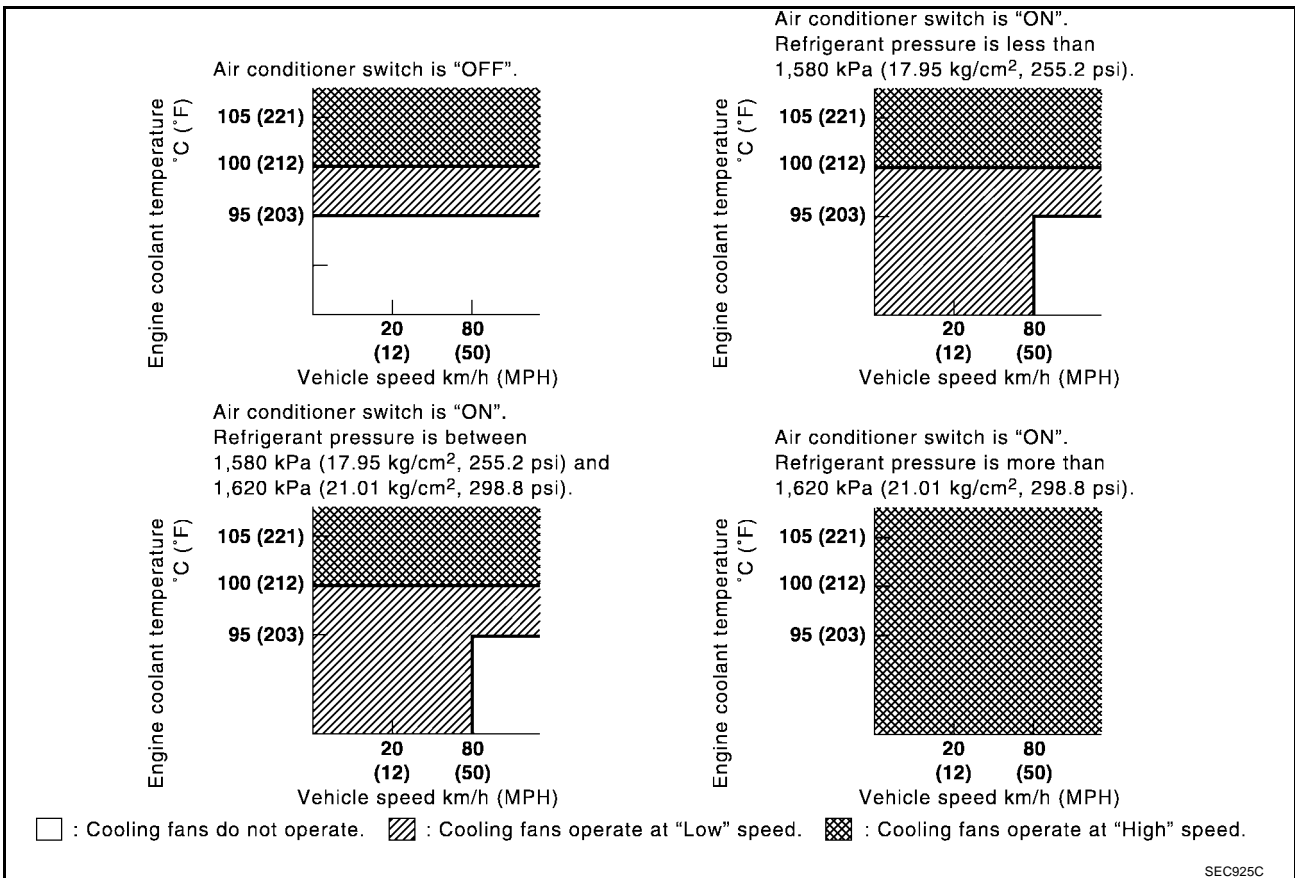 Air conditioner switch is "OFF".
Engine coolant temperature
°C (°F)
105 (221)
100 (212)
95 (203)
20
(12)
80
(50)
Vehicle speed km/h (MPH)
Air conditioner switch is "ON".
Refrigerant pressure is less than
1,580 kPa (17.95 kg/cm², 255.2 psi).
Engine coolant temperature
°C (°F)
105 (221)
100 (212)
95 (203)
20
(12)
80
(50)
Vehicle speed km/h (MPH)
Air conditioner switch is "ON".
Refrigerant pressure is between
1,580 kPa (17.95 kg/cm², 255.2 psi) and
1,620 kPa (21.01 kg/cm², 298.8 psi).
Engine coolant temperature
°C (°F)
105 (221)
100 (212)
95 (203)
20
(12)
80
(50)
Vehicle speed km/h (MPH)
Air conditioner switch is "ON".
Refrigerant pressure is more than
1,620 kPa (21.01 kg/cm², 298.8 psi).
Engine coolant temperature
°C (°F)
105 (221)
100 (212)
95 (203)
20
(12)
80
(50)
Vehicle speed km/h (MPH)
: Cooling fans do not operate.
: Cooling fans operate at "Low" speed.
: Cooling fans operate at "High" speed.
SEC925C